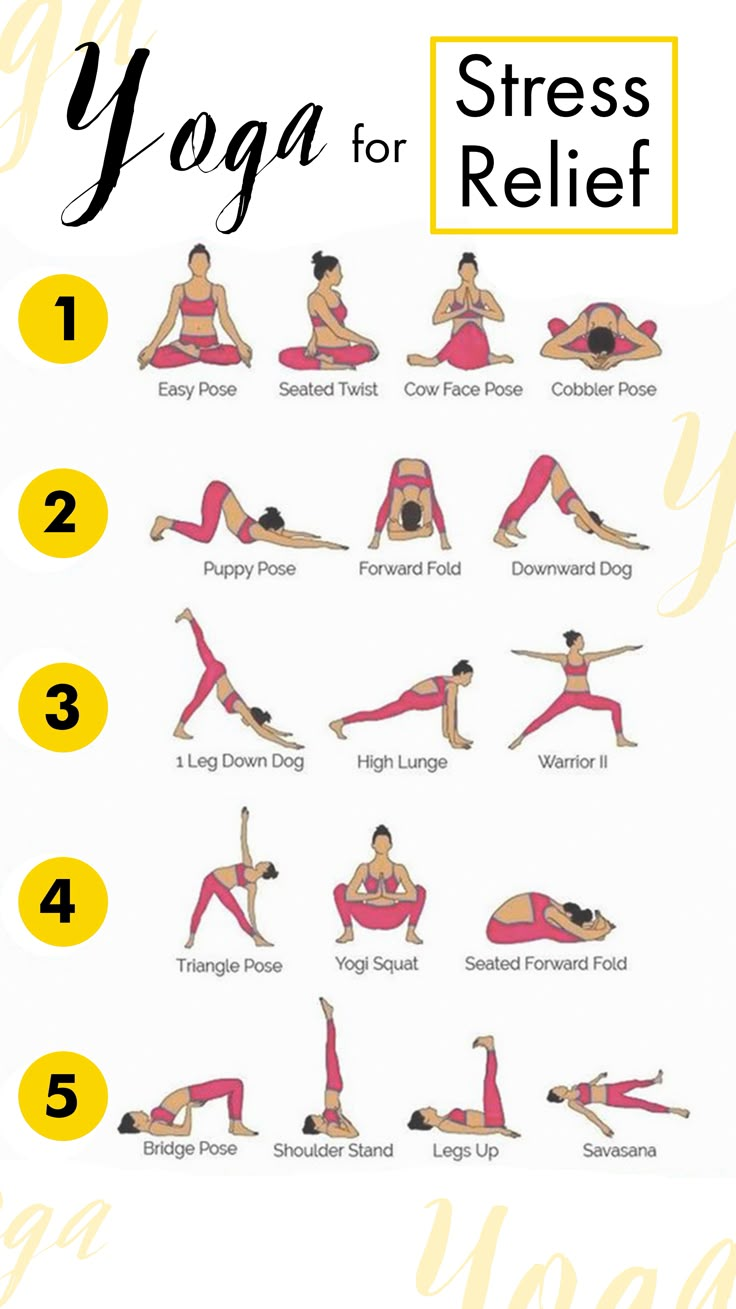 Yoga for Stress
Relief
1
Easy Pose Seated Twist Cow Face Pose Cobbler Pose
2
Puppy Pose Forward Fold Downward Dog
3
1 Leg Down Dog High Lunge Warrior II
4
Triangle Pose Yogi Squat Seated Forward Fold
5
Bridge Pose Shoulder Stand Legs Up Savasana
Yoga